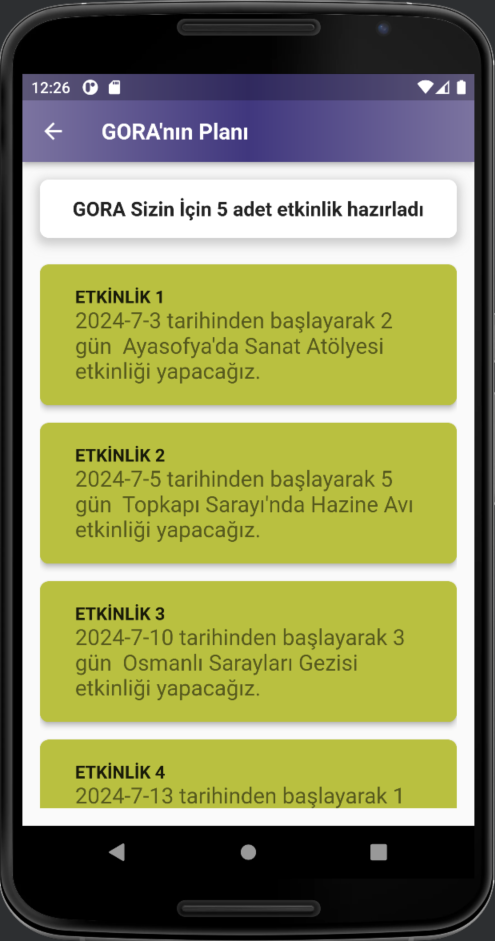 12:26
GORA'nın Planı
GORA Sizin İçin 5 adet etkinlik hazırladı
ETKİNLİK 1
2024-7-3 tarihinden başlayarak 2
gün  Ayasofya'da Sanat Atölyesi
etkinliği yapacağız.
ETKİNLİK 2
2024-7-5 tarihinden başlayarak 5
gün  Topkapı Sarayı'nda Hazine Avı
etkinliği yapacağız.
ETKİNLİK 3
2024-7-10 tarihinden başlayarak 3
gün  Osmanlı Sarayları Gezisi
etkinliği yapacağız.
ETKİNLİK 4
2024-7-13 tarihinden başlayarak 1